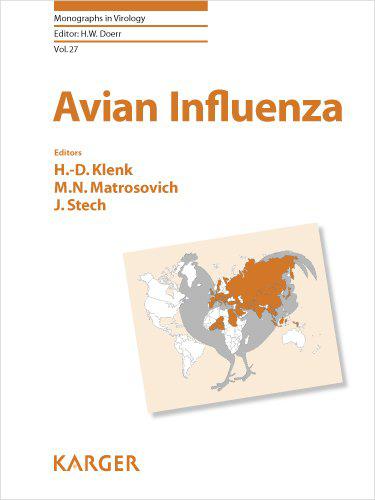 Monographs in Virology
Editor: H.W. Doerr
Vol. 27
Avian Influenza
Editors
H.-D. Klenk
M.N. Matrosovich
J. Stech
KARGER